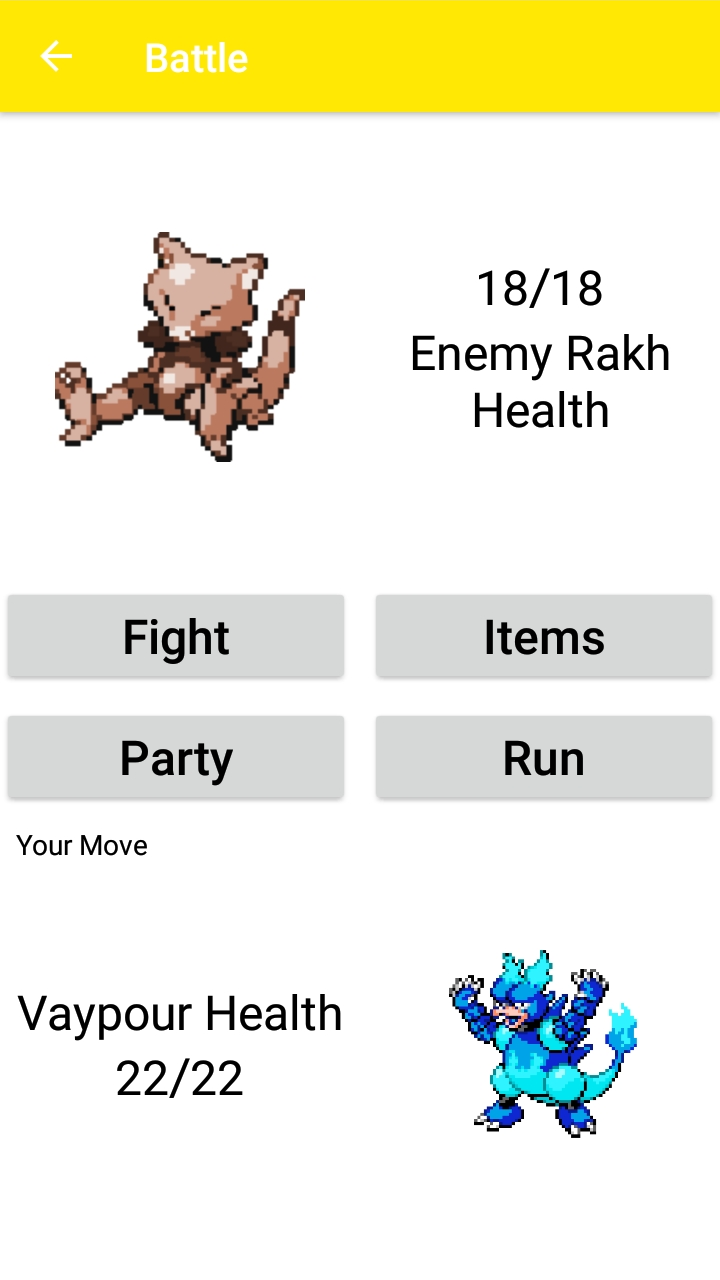 Battle
18/18
Enemy Rakh
Health
Fight
Items
Party
Run
Your Move
Vaypour Health
22/22